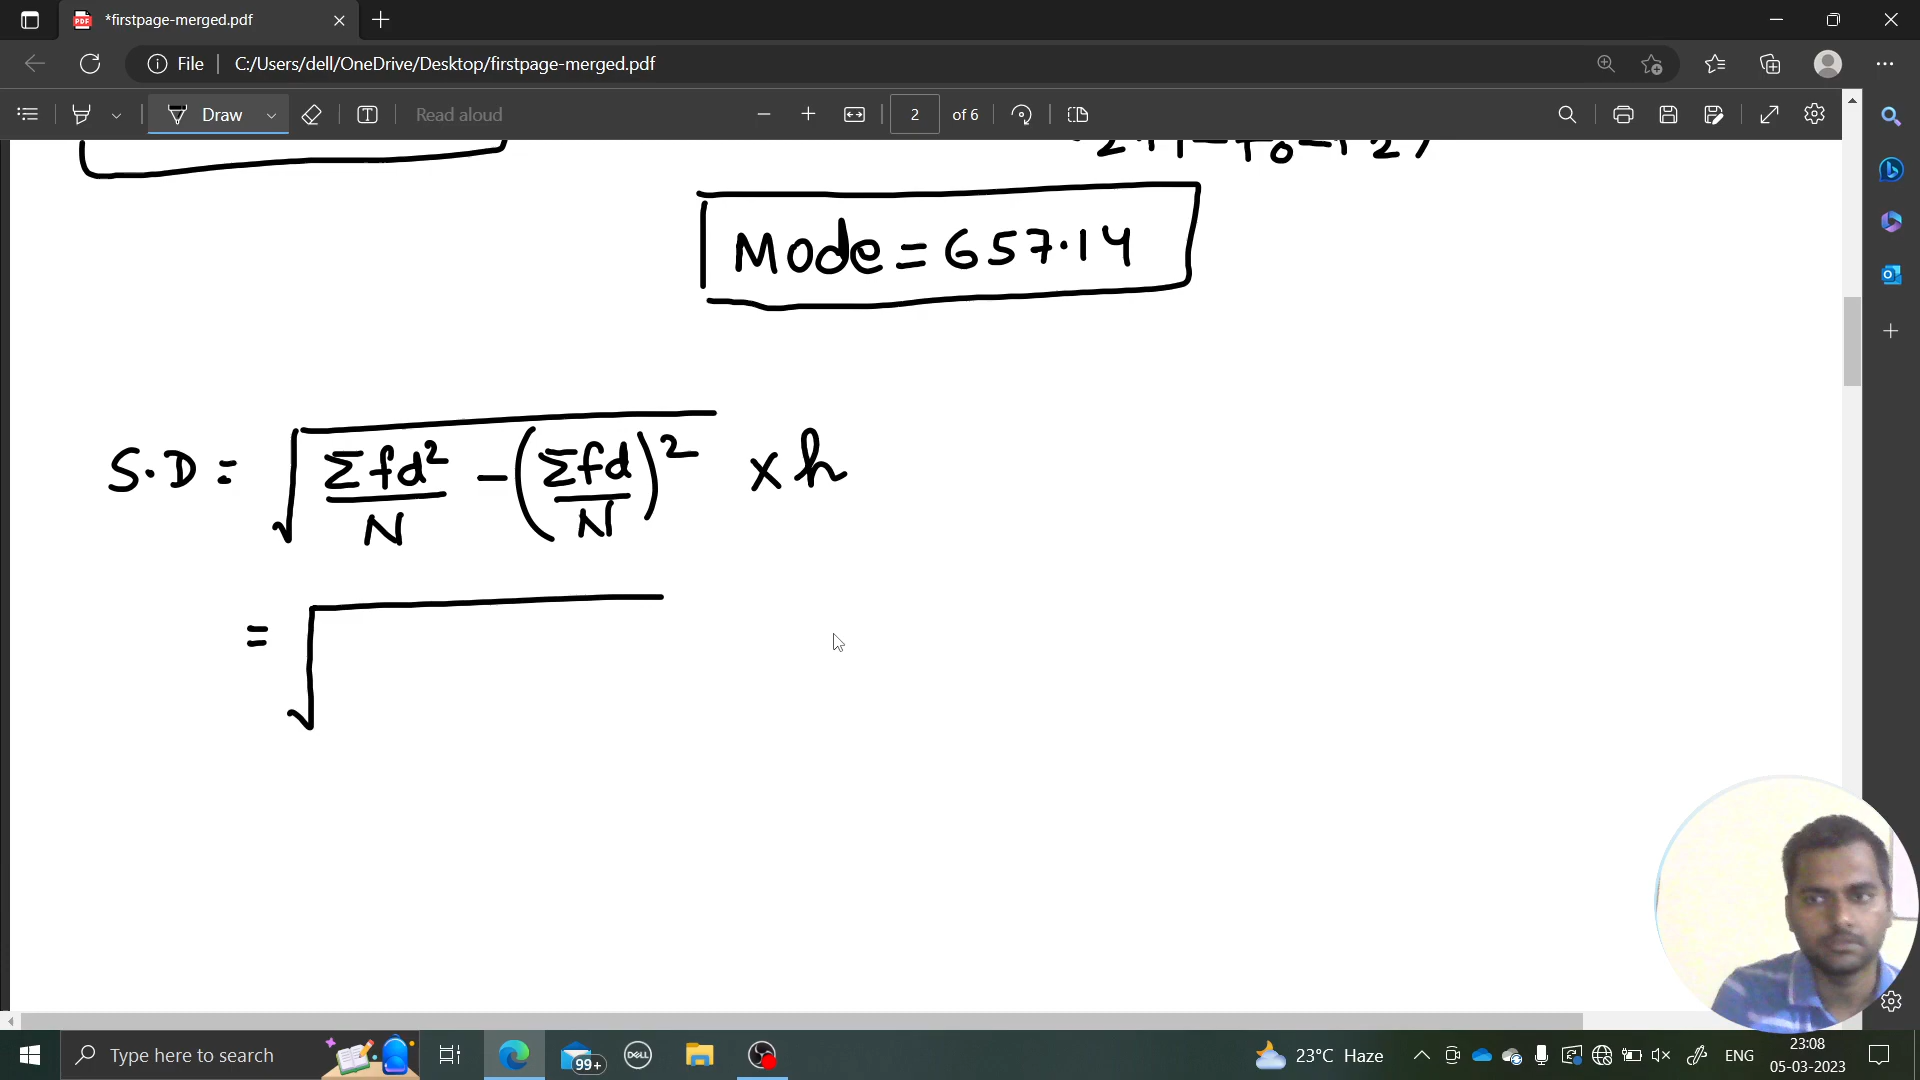 *firstpage-merged.pdf
File | C:/Users/dell/OneDrive/Desktop/firstpage-merged.pdf
Draw Read aloud 2 of 6
Mode = 657.14
S.D = √(Σfd²/N - (Σfd/N)²) × h
= √
Type here to search
99+
DELL
23°C Haze
ENG
23:08
05-03-2023